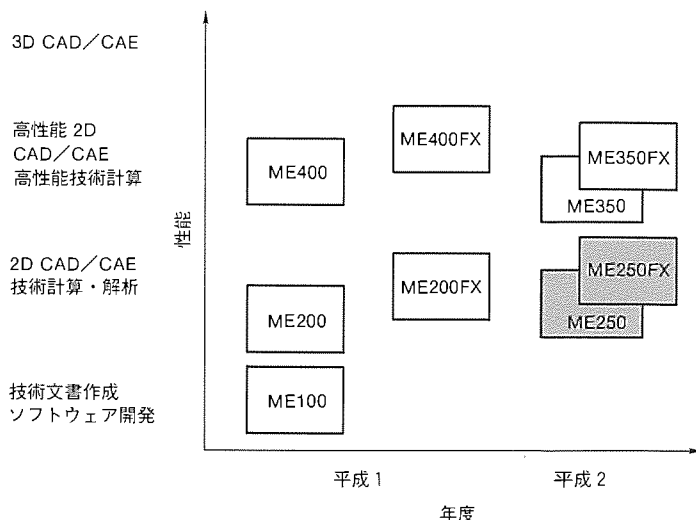 3D CAD／CAE
高性能 2D
CAD／CAE
高性能技術計算
2D CAD／CAE
技術計算・解析
技術文書作成
ソフトウェア開発
性能
ME400
ME400FX
ME350FX
ME350
ME200
ME200FX
ME250FX
ME250
ME100
平成 1
平成 2
年度